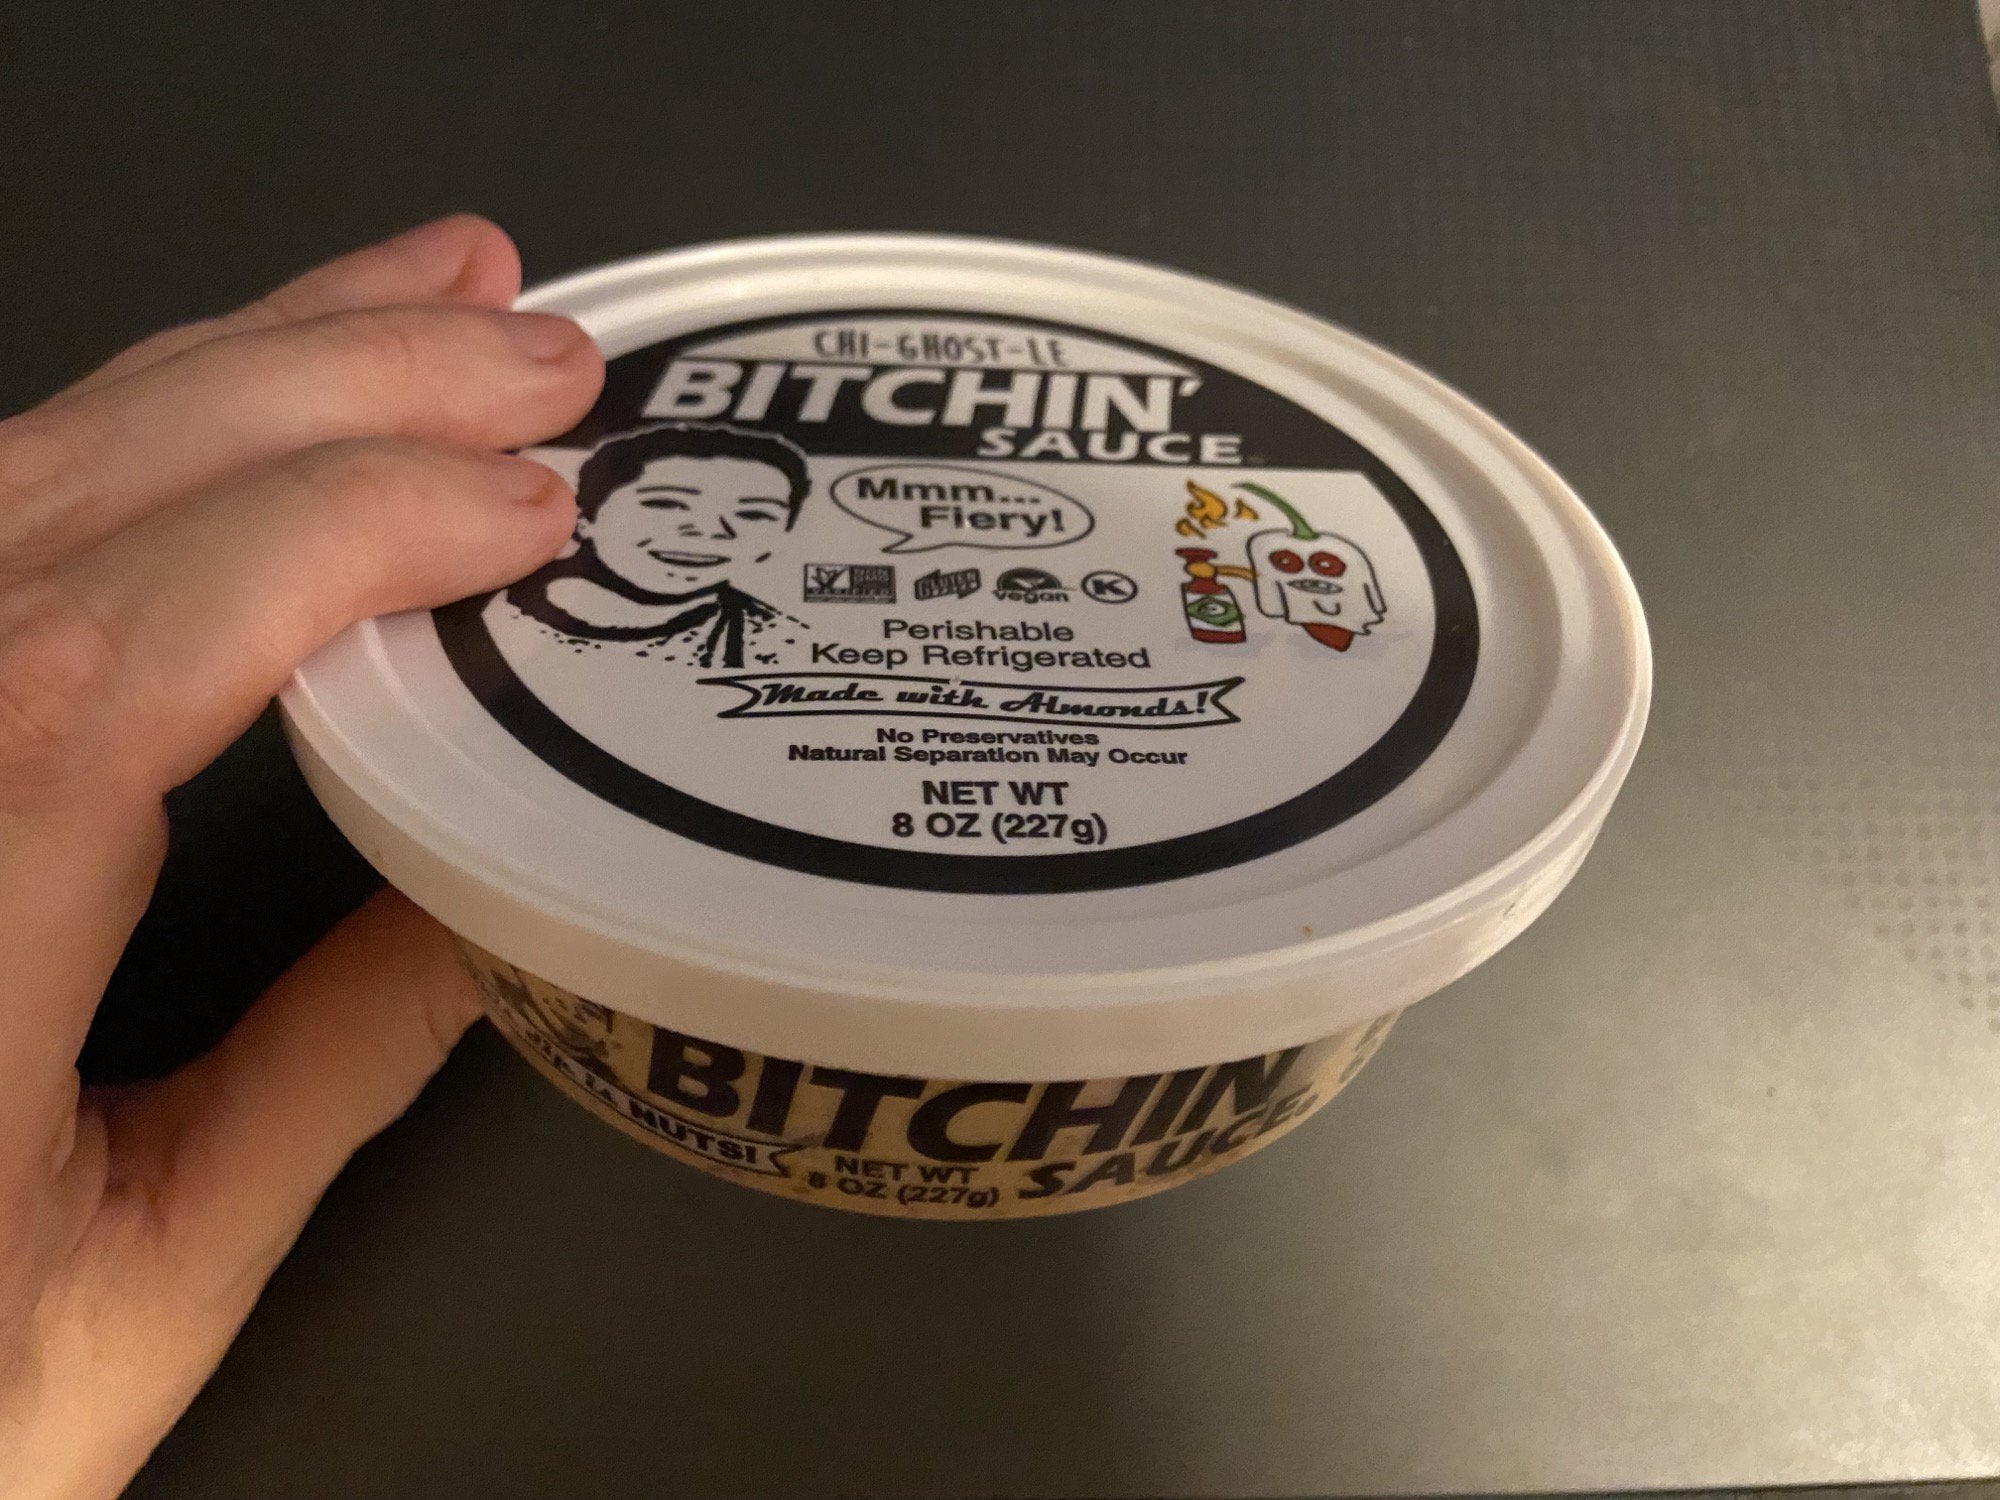 CHI-GHOST-LE
BITCHIN'
SAUCE
Mmm...
Fiery!
vegan
K
Perishable
Keep Refrigerated
Made with Almonds!
No Preservatives
Natural Separation May Occur
NET WT
8 OZ (227g)
BITCHIN'
SAUCE
NUTS!
NET WT
8 OZ (227g)